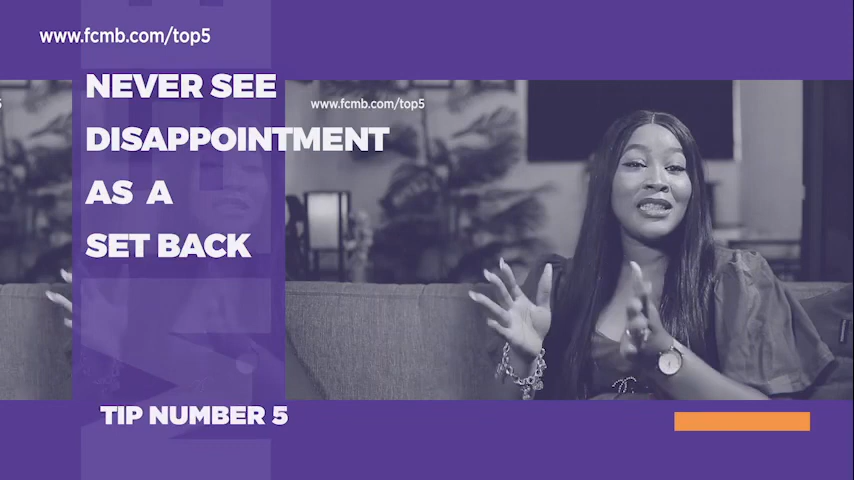 www.fcmb.com/top5
NEVER SEE
www.fcmb.com/top5
DISAPPOINTMENT
AS A
SET BACK
TIP NUMBER 5